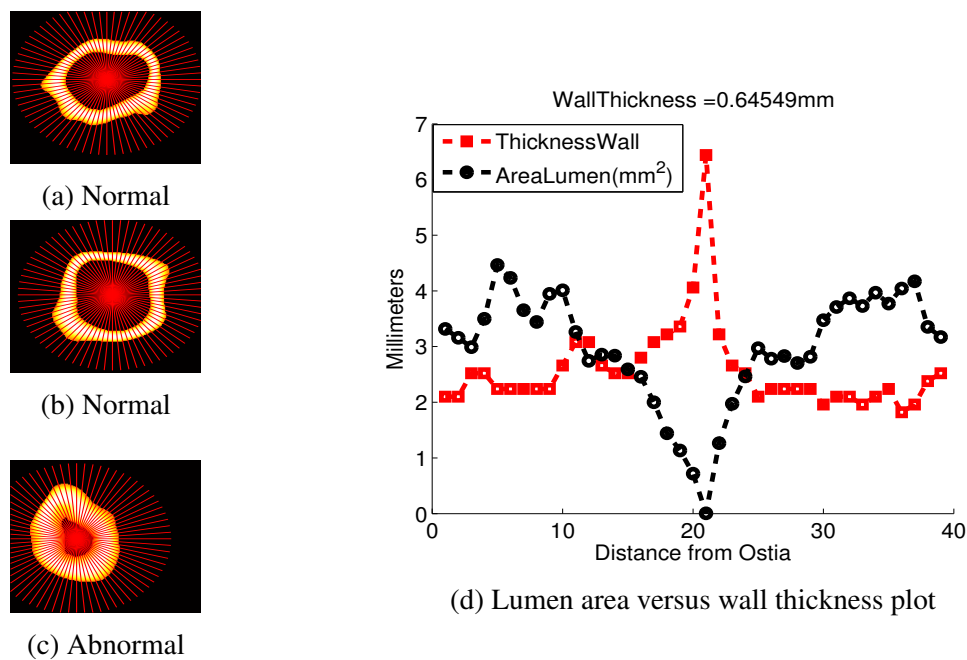 (a) Normal
(b) Normal
(c) Abnormal
WallThickness =0.64549mm
ThicknessWall
AreaLumen(mm²)
Millimeters
7
6
5
4
3
2
1
0
0 10 20 30 40
Distance from Ostia
(d) Lumen area versus wall thickness plot